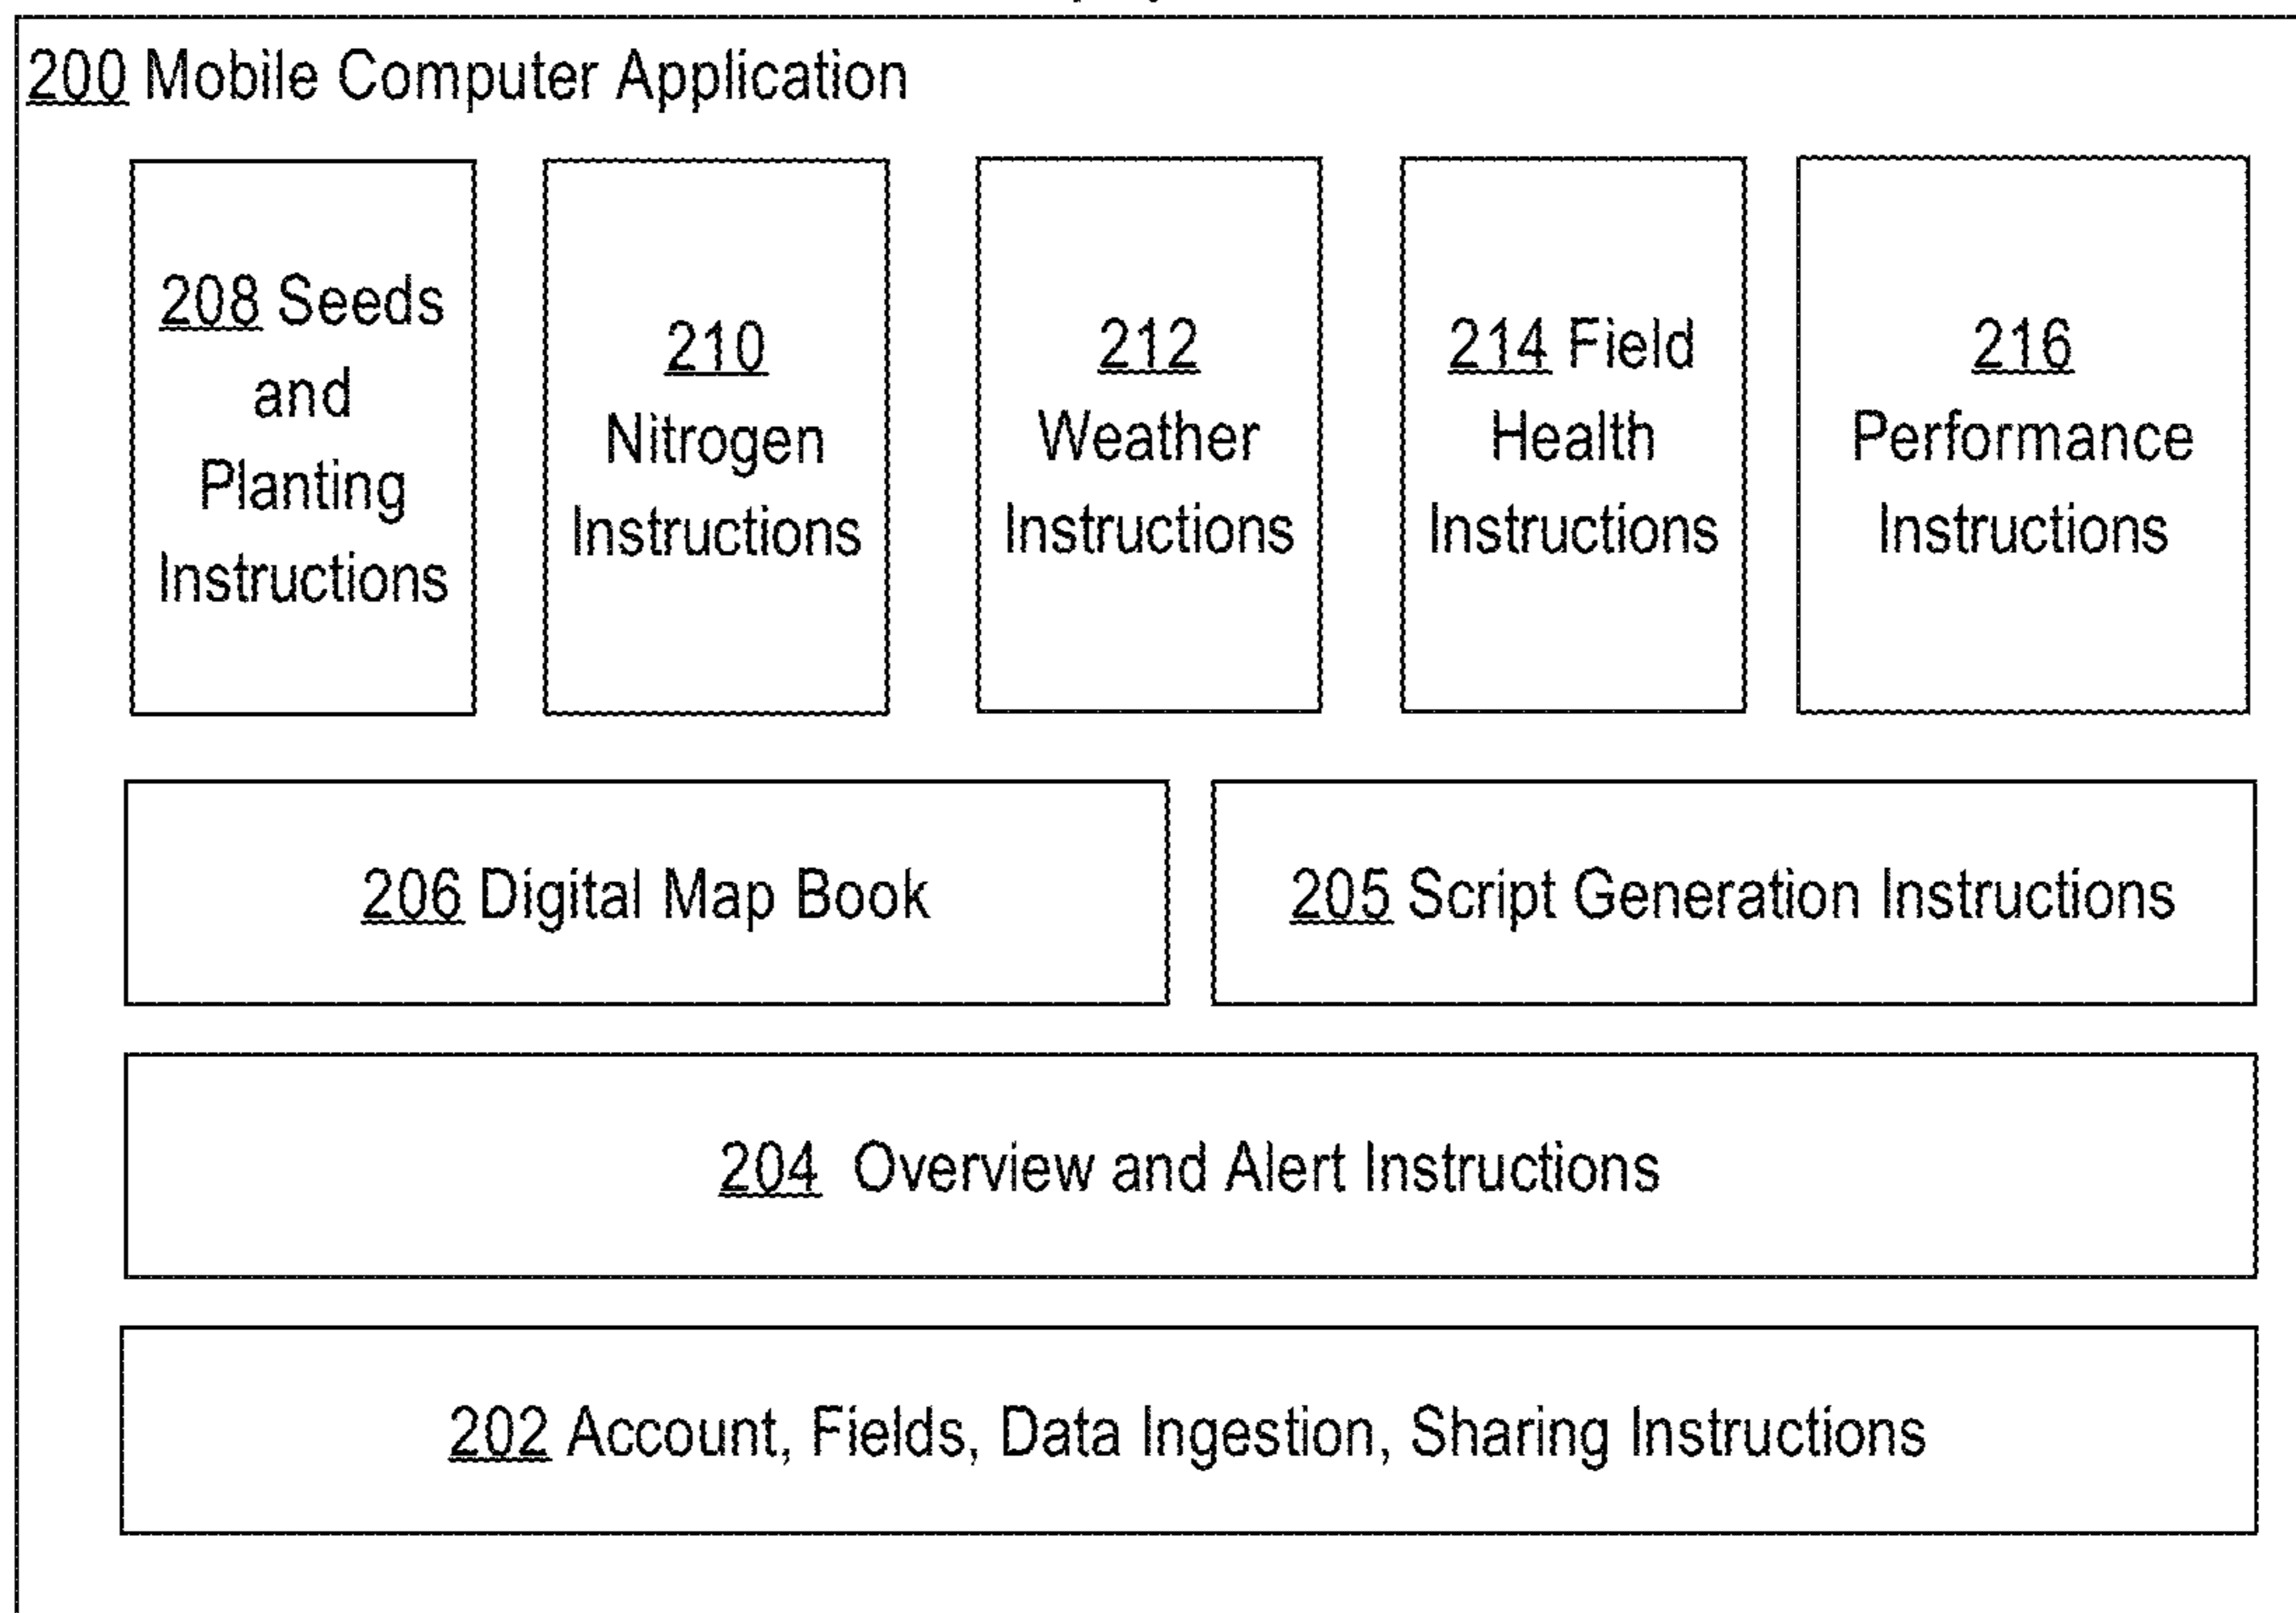 200 Mobile Computer Application
208 Seeds
and
Planting
Instructions
210
Nitrogen
Instructions
212
Weather
Instructions
214 Field
Health
Instructions
216
Performance
Instructions
206 Digital Map Book
205 Script Generation Instructions
204 Overview and Alert Instructions
202 Account, Fields, Data Ingestion, Sharing Instructions